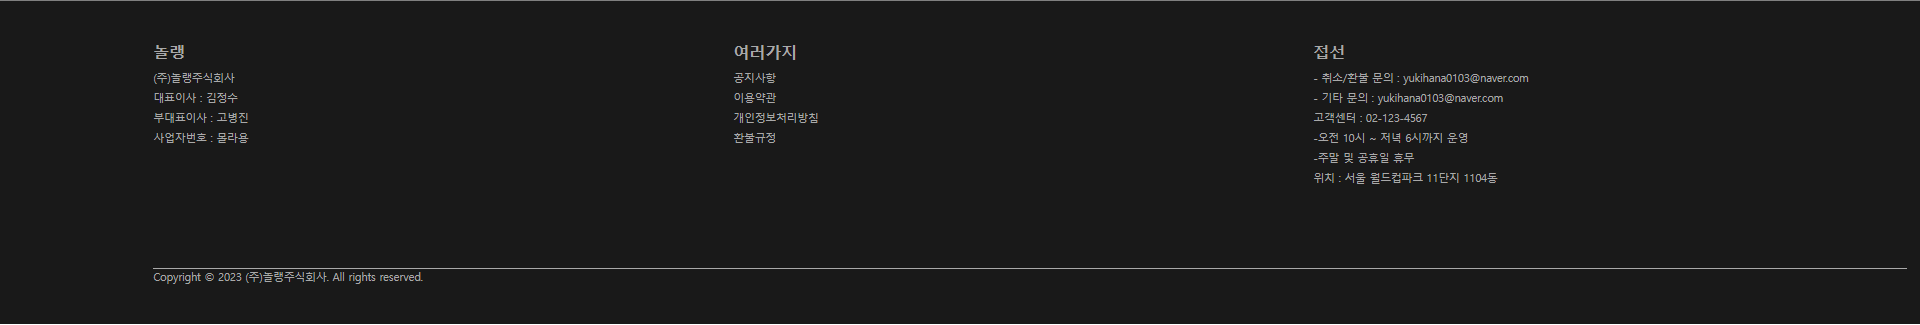 놀랭
(주)놀랭주식회사
대표이사 : 김정수
부대표이사 : 고병진
사업자번호 : 몰라용
여러가지
공지사항
이용약관
개인정보처리방침
환불규정
접선
- 취소/환불 문의 : yukihana0103@naver.com
- 기타 문의 : yukihana0103@naver.com
고객센터 : 02-123-4567
-오전 10시 ~ 저녁 6시까지 운영
-주말 및 공휴일 휴무
위치 : 서울 월드컵파크 11단지 1104동
Copyright © 2023 (주)놀랭주식회사. All rights reserved.